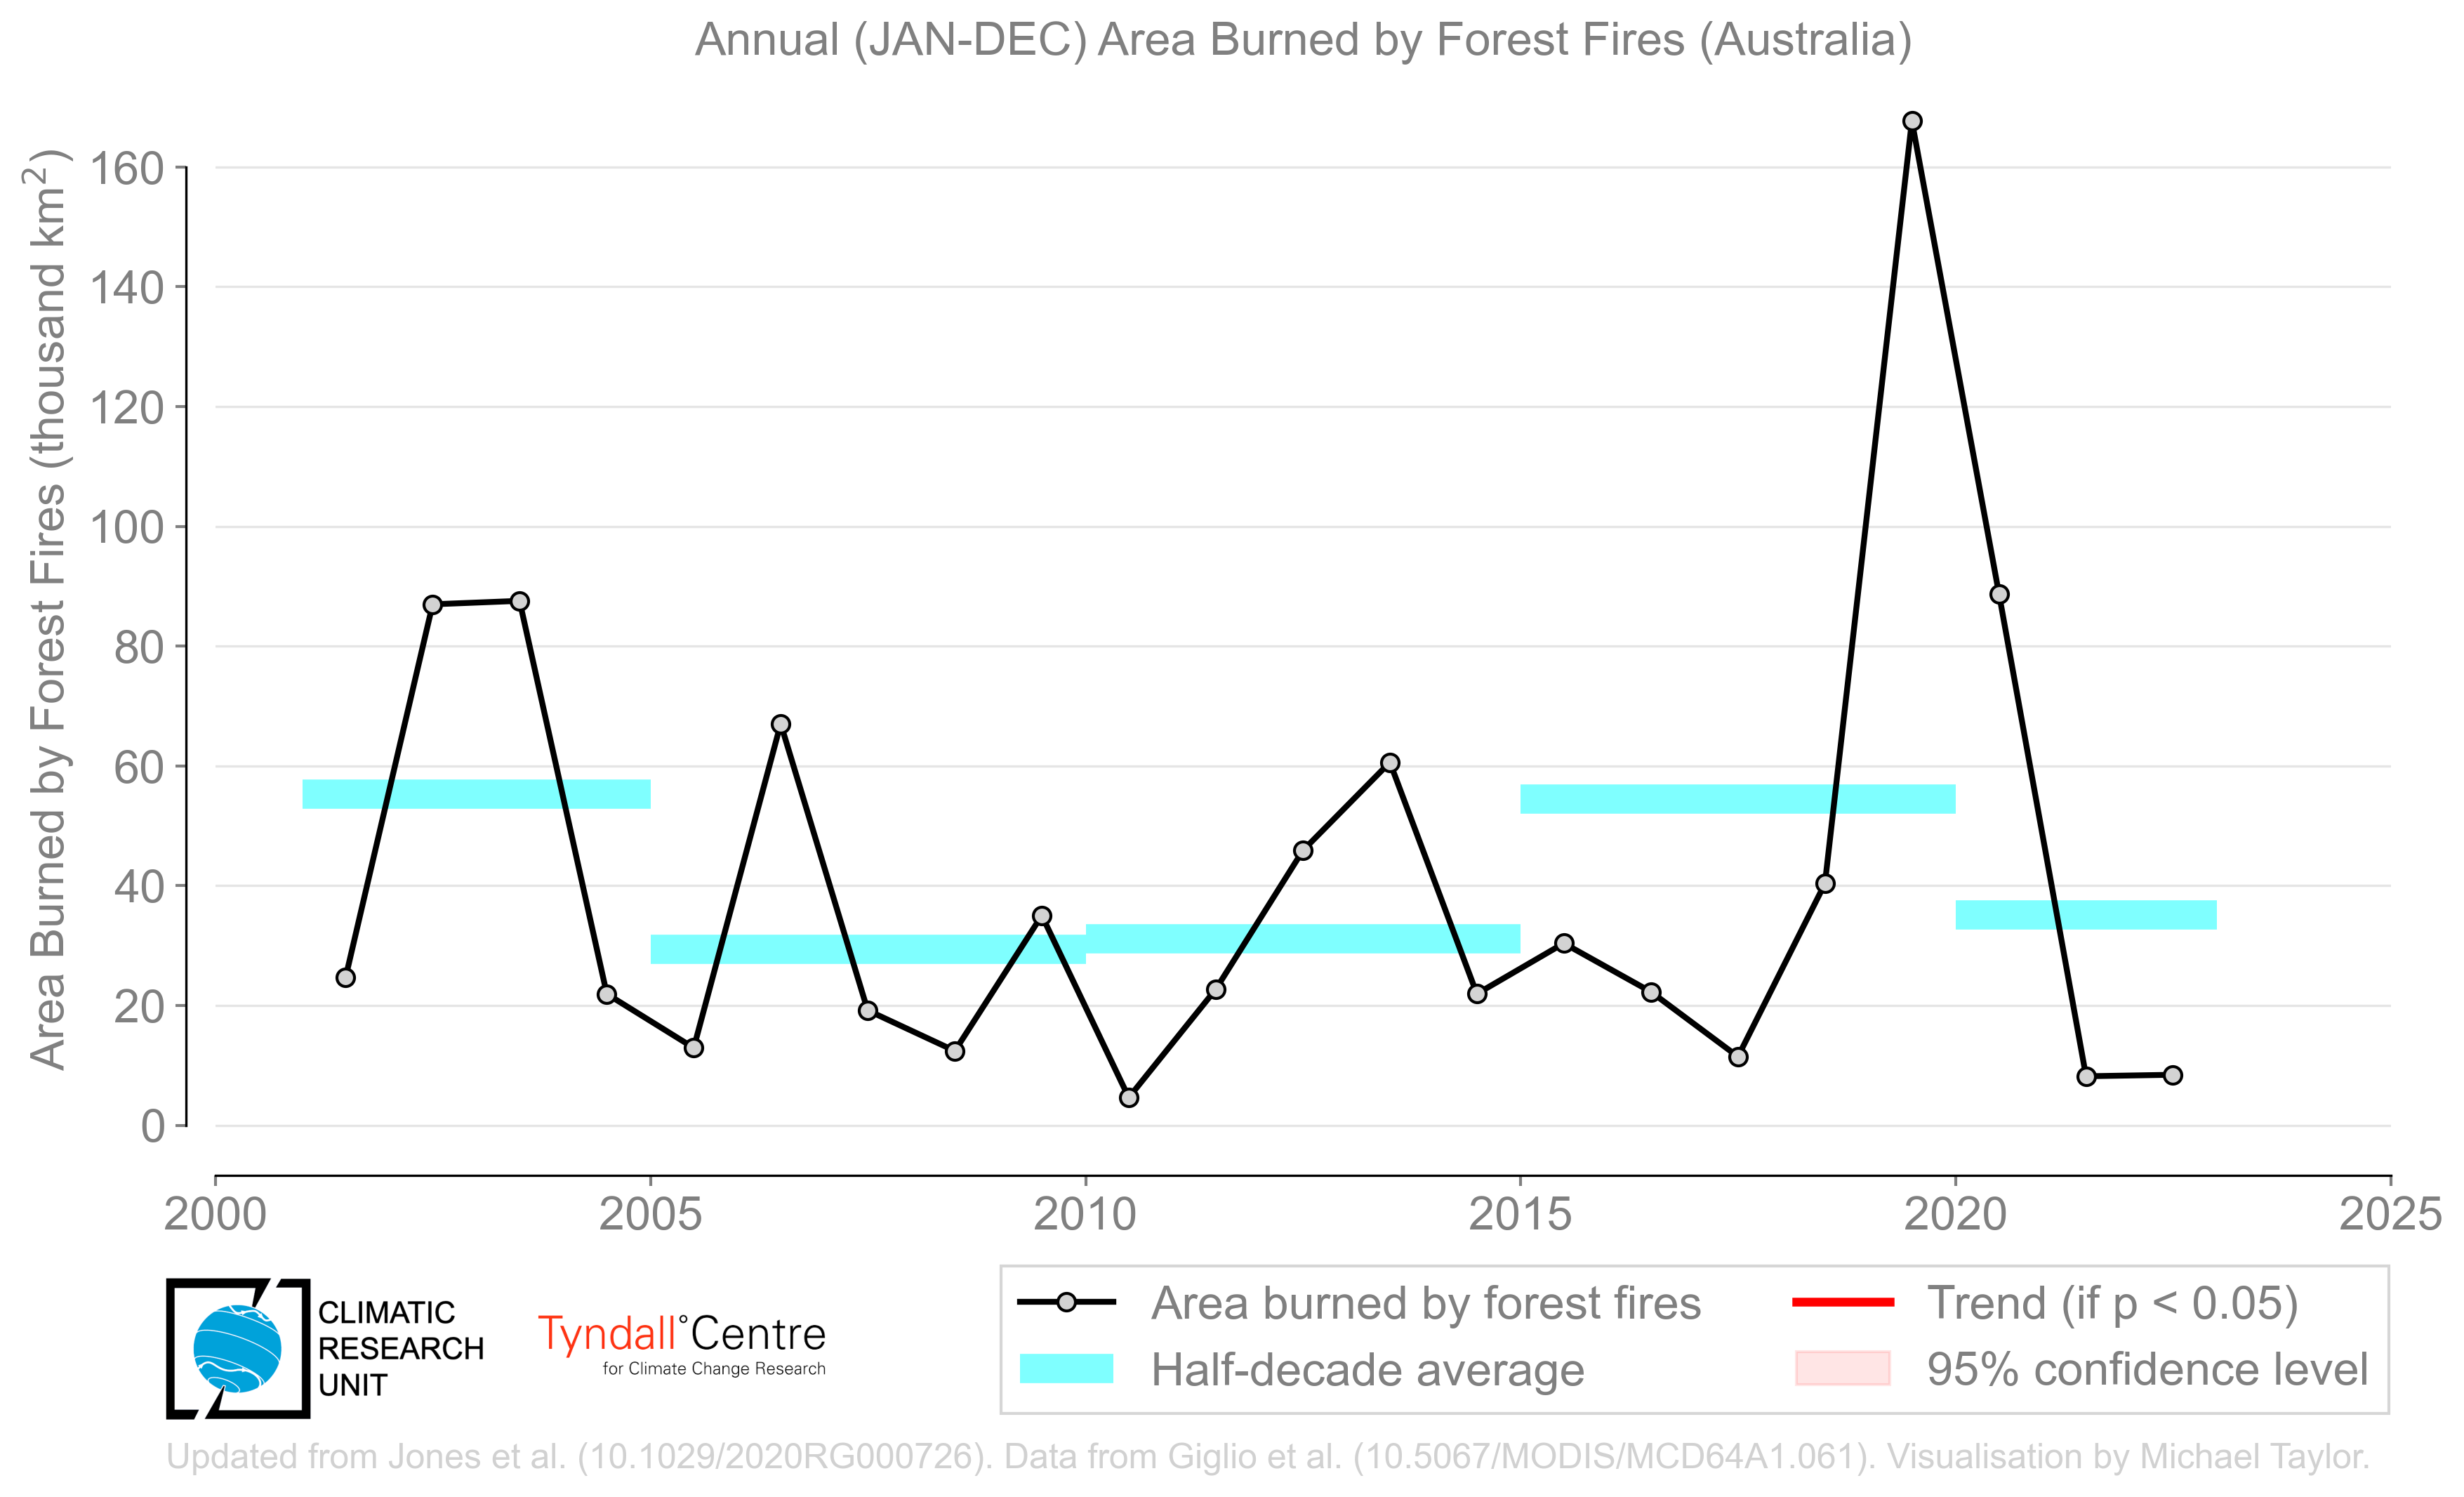 Annual (JAN-DEC) Area Burned by Forest Fires (Australia)
Area Burned by Forest Fires (thousand km²)
160
140
120
100
80
60
40
20
0
2000
2005
2010
2015
2020
2025
CLIMATIC
RESEARCH
UNIT
Tyndall°Centre
for Climate Change Research
Area burned by forest fires
Half-decade average
Trend (if p < 0.05)
95% confidence level
Updated from Jones et al. (10.1029/2020RG000726). Data from Giglio et al. (10.5067/MODIS/MCD64A1.061). Visualisation by Michael Taylor.